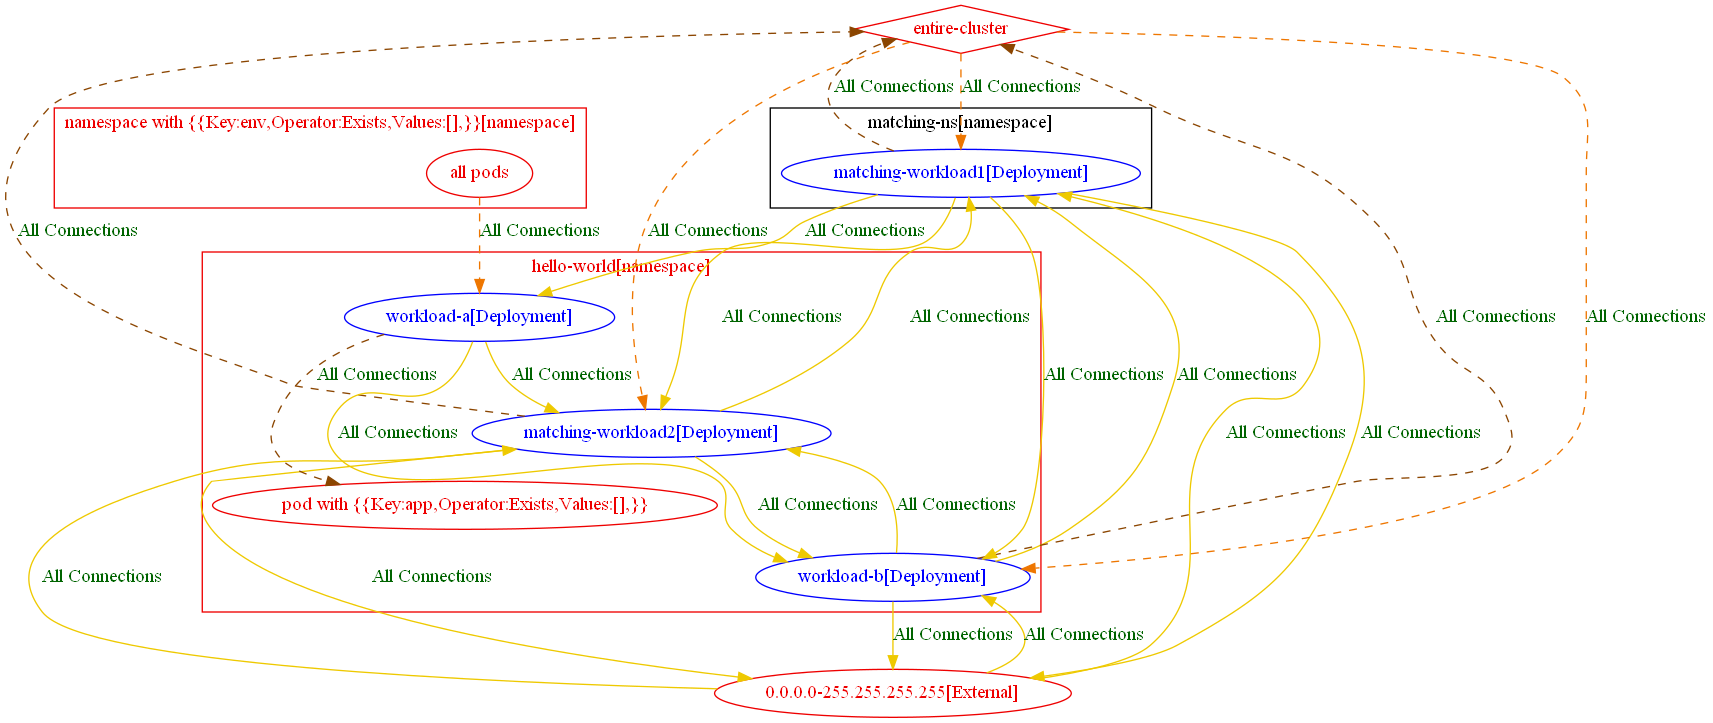 entire-cluster
All Connections
All Connections
namespace with {{Key:env,Operator:Exists,Values:[],}}[namespace]
matching-ns[namespace]
all pods
matching-workload1[Deployment]
All Connections
All Connections
All Connections
All Connections
hello-world[namespace]
workload-a[Deployment]
All Connections
All Connections
All Connections
All Connections
All Connections
All Connections
All Connections
All Connections
matching-workload2[Deployment]
All Connections
All Connections
All Connections
pod with {{Key:app,Operator:Exists,Values:[],}}
All Connections
All Connections
All Connections
All Connections
workload-b[Deployment]
All Connections
All Connections
0.0.0.0-255.255.255.255[External]